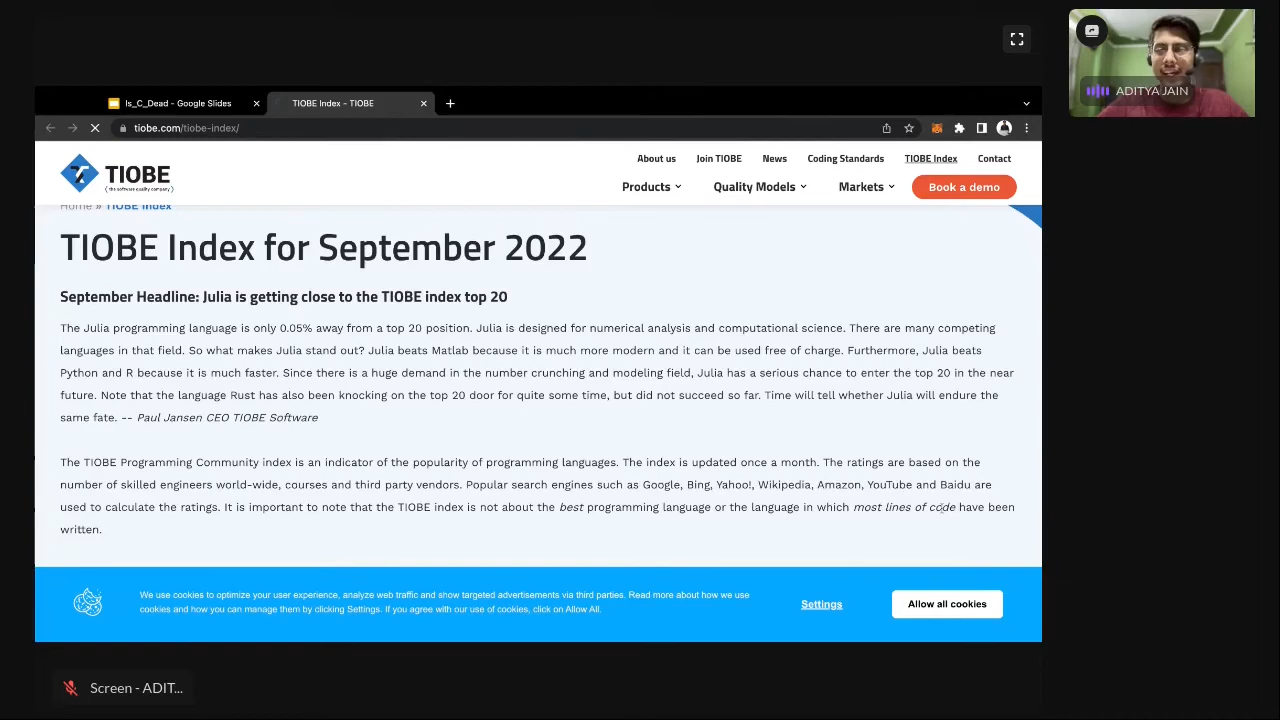 ADITYA JAIN
Is_C_Dead - Google Slides
TIOBE Index - TIOBE
tiobe.com/tiobe-index/
TIOBE
( the software quality company )
About us Join TIOBE News Coding Standards TIOBE Index Contact
Products Quality Models Markets Book a demo
Home » TIOBE Index
TIOBE Index for September 2022
September Headline: Julia is getting close to the TIOBE index top 20
The Julia programming language is only 0.05% away from a top 20 position. Julia is designed for numerical analysis and computational science. There are many competing
languages in that field. So what makes Julia stand out? Julia beats Matlab because it is much more modern and it can be used free of charge. Furthermore, Julia beats
Python and R because it is much faster. Since there is a huge demand in the number crunching and modeling field, Julia has a serious chance to enter the top 20 in the near
future. Note that the language Rust has also been knocking on the top 20 door for quite some time, but did not succeed so far. Time will tell whether Julia will endure the
same fate. -- Paul Jansen CEO TIOBE Software
The TIOBE Programming Community index is an indicator of the popularity of programming languages. The index is updated once a month. The ratings are based on the
number of skilled engineers world-wide, courses and third party vendors. Popular search engines such as Google, Bing, Yahoo!, Wikipedia, Amazon, YouTube and Baidu are
used to calculate the ratings. It is important to note that the TIOBE index is not about the best programming language or the language in which most lines of code have been
written.
We use cookies to optimize your user experience, analyze web traffic and show targeted advertisements via third parties. Read more about how we use
cookies and how you can manage them by clicking Settings. If you agree with our use of cookies, click on Allow All.
Settings
Allow all cookies
Screen - ADIT...